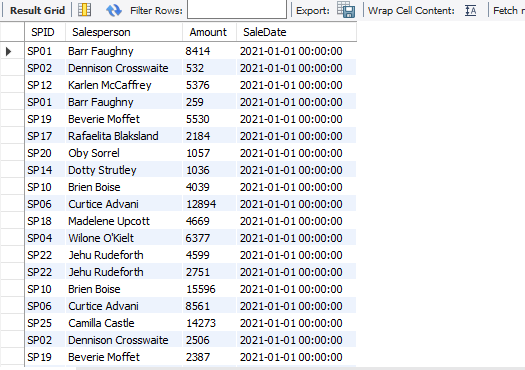 Result Grid Filter Rows: Export: Wrap Cell Content: Fetch r
SPID Salesperson Amount SaleDate
SP01 Barr Faughny 8414 2021-01-01 00:00:00
SP02 Dennison Crosswaite 532 2021-01-01 00:00:00
SP12 Karlen McCaffrey 5376 2021-01-01 00:00:00
SP01 Barr Faughny 259 2021-01-01 00:00:00
SP19 Beverie Moffet 5530 2021-01-01 00:00:00
SP17 Rafaelita Blaksland 2184 2021-01-01 00:00:00
SP20 Oby Sorrel 1057 2021-01-01 00:00:00
SP14 Dotty Strutley 1036 2021-01-01 00:00:00
SP10 Brien Boise 4039 2021-01-01 00:00:00
SP06 Curtice Advani 12894 2021-01-01 00:00:00
SP18 Madelene Upcott 4669 2021-01-01 00:00:00
SP04 Wilone O'Kielt 6377 2021-01-01 00:00:00
SP22 Jehu Rudeforth 4599 2021-01-01 00:00:00
SP22 Jehu Rudeforth 2751 2021-01-01 00:00:00
SP10 Brien Boise 15596 2021-01-01 00:00:00
SP06 Curtice Advani 8561 2021-01-01 00:00:00
SP25 Camilla Castle 14273 2021-01-01 00:00:00
SP02 Dennison Crosswaite 2506 2021-01-01 00:00:00
SP19 Beverie Moffet 2387 2021-01-01 00:00:00